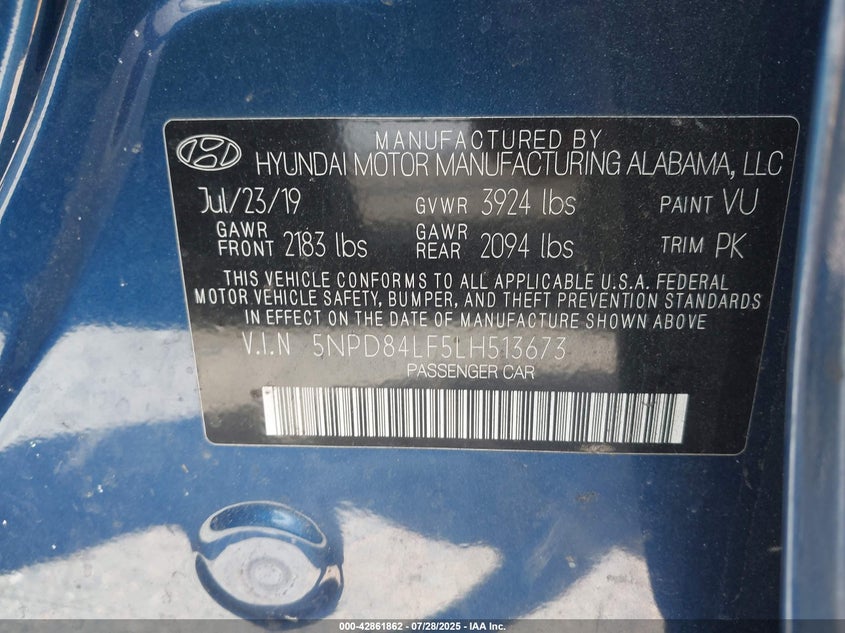 MANUFACTURED BY
HYUNDAI MOTOR MANUFACTURING ALABAMA, LLC
Jul/23/19 GVWR 3924 lbs PAINT VU
GAWR FRONT 2183 lbs GAWR REAR 2094 lbs TRIM PK
THIS VEHICLE CONFORMS TO ALL APPLICABLE U.S.A. FEDERAL
MOTOR VEHICLE SAFETY, BUMPER, AND THEFT PREVENTION STANDARDS
IN EFFECT ON THE DATE OF MANUFACTURE SHOWN ABOVE
V.I.N 5NPD84LF5LH513673
PASSENGER CAR
000-42861862 - 07/28/2025 - IAA Inc.